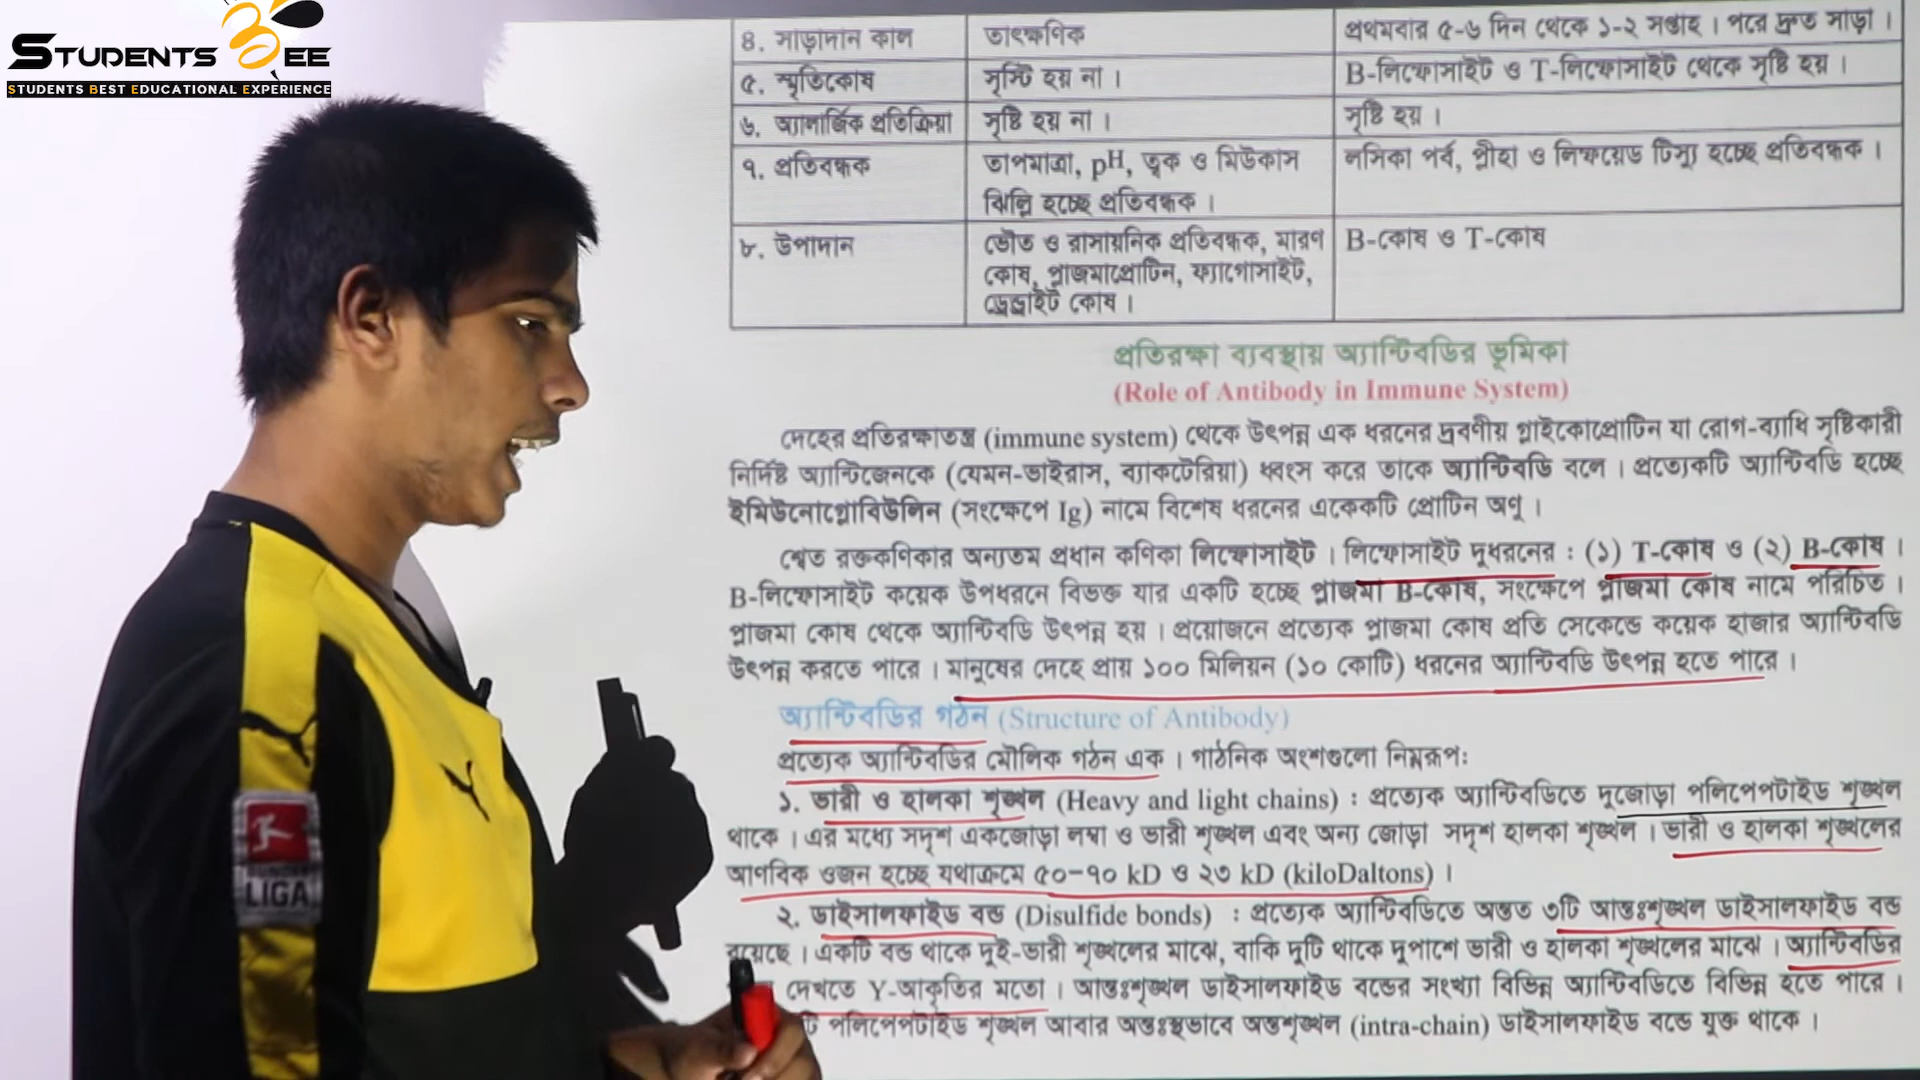 STUDENTS BEE
STUDENTS BEST EDUCATIONAL EXPERIENCE
৪. সাড়াদান কাল | তাৎক্ষণিক | প্রথমবার ৫-৬ দিন থেকে ১-২ সপ্তাহ। পরে দ্রুত সাড়া।
৫. স্মৃতিকোষ | সৃষ্টি হয় না। | B-লিম্ফোসাইট ও T-লিম্ফোসাইট থেকে সৃষ্টি হয়।
৬. অ্যালার্জিক প্রতিক্রিয়া | সৃষ্টি হয় না। | সৃষ্টি হয়।
৭. প্রতিবন্ধক | তাপমাত্রা, pH, ত্বক ও মিউকাস | লসিকা পর্ব, প্লীহা ও লিম্ফয়েড টিস্যু হচ্ছে প্রতিবন্ধক।
ঝিল্লি হচ্ছে প্রতিবন্ধক।
৮. উপাদান | ভৌত ও রাসায়নিক প্রতিবন্ধক, মারণ | B-কোষ ও T-কোষ
কোষ, প্লাজমাপ্রোটিন, ফ্যাগোসাইট,
ড্রেন্ড্রাইট কোষ।
প্রতিরক্ষা ব্যবস্থায় অ্যান্টিবডির ভূমিকা
(Role of Antibody in Immune System)
দেহের প্রতিরক্ষাতন্ত্র (immune system) থেকে উৎপন্ন এক ধরনের দ্রবণীয় গ্লাইকোপ্রোটিন যা রোগ-ব্যাধি সৃষ্টিকারী
নির্দিষ্ট অ্যান্টিজেনকে (যেমন-ভাইরাস, ব্যাকটেরিয়া) ধ্বংস করে তাকে অ্যান্টিবডি বলে। প্রত্যেকটি অ্যান্টিবডি হচ্ছে
ইমিউনোগ্লোবিউলিন (সংক্ষেপে Ig) নামে বিশেষ ধরনের একেকটি প্রোটিন অণু।
শ্বেত রক্তকণিকার অন্যতম প্রধান কণিকা লিম্ফোসাইট। লিম্ফোসাইট দুধরনের : (১) T-কোষ ও (২) B-কোষ।
B-লিম্ফোসাইট কয়েক উপধরনে বিভক্ত যার একটি হচ্ছে প্লাজমা B-কোষ, সংক্ষেপে প্লাজমা কোষ নামে পরিচিত।
প্লাজমা কোষ থেকে অ্যান্টিবডি উৎপন্ন হয়। প্রয়োজনে প্রত্যেক প্লাজমা কোষ প্রতি সেকেন্ডে কয়েক হাজার অ্যান্টিবডি
উৎপন্ন করতে পারে। মানুষের দেহে প্রায় ১০০ মিলিয়ন (১০ কোটি) ধরনের অ্যান্টিবডি উৎপন্ন হতে পারে।
অ্যান্টিবডির গঠন (Structure of Antibody)
প্রত্যেক অ্যান্টিবডির মৌলিক গঠন এক। গাঠনিক অংশগুলো নিম্নরূপঃ
১. ভারী ও হালকা শৃঙ্খল (Heavy and light chains) : প্রত্যেক অ্যান্টিবডিতে দুজোড়া পলিপেপটাইড শৃঙ্খল
থাকে। এর মধ্যে সদৃশ একজোড়া লম্বা ও ভারী শৃঙ্খল এবং অন্য জোড়া সদৃশ হালকা শৃঙ্খল। ভারী ও হালকা শৃঙ্খলের
আণবিক ওজন হচ্ছে যথাক্রমে ৫০-৭০ kD ও ২৩ kD (kiloDaltons)।
২. ডাইসালফাইড বন্ড (Disulfide bonds) : প্রত্যেক অ্যান্টিবডিতে অন্তত ৩টি আন্তঃশৃঙ্খল ডাইসালফাইড বন্ড
রয়েছে। একটি বন্ড থাকে দুই-ভারী শৃঙ্খলের মাঝে, বাকি দুটি থাকে দুপাশে ভারী ও হালকা শৃঙ্খলের মাঝে। অ্যান্টিবডির
দেখতে Y-আকৃতির মতো। আন্তঃশৃঙ্খল ডাইসালফাইড বন্ডের সংখ্যা বিভিন্ন অ্যান্টিবডিতে বিভিন্ন হতে পারে।
টি পলিপেপটাইড শৃঙ্খল আবার অন্তঃস্থভাবে অন্তশৃঙ্খল (intra-chain) ডাইসালফাইড বন্ডে যুক্ত থাকে।
LIGA